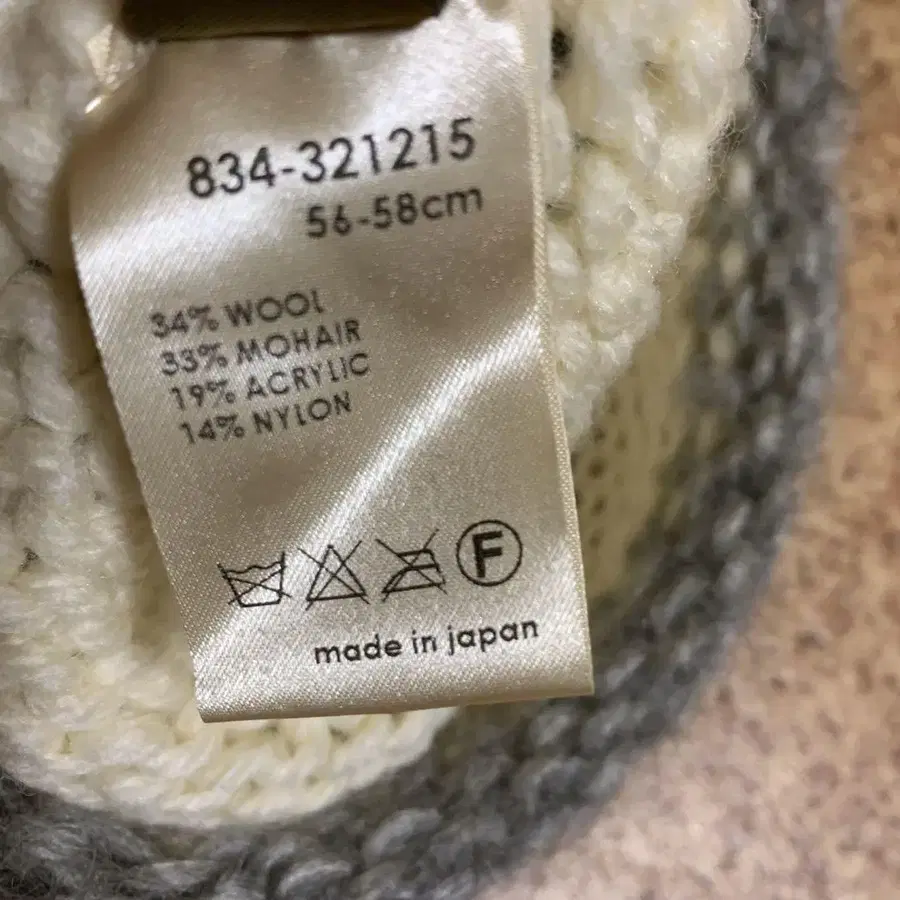 834-321215
56-58cm
34% WOOL
33% MOHAIR
19% ACRYLIC
14% NYLON
F
made in japan